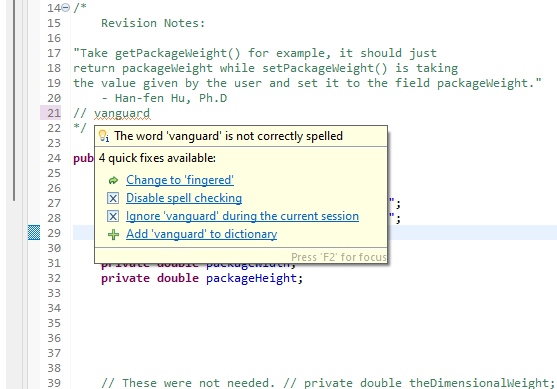 14 /*
15 Revision Notes:
16
17 "Take getPackageWeight() for example, it should just
18 return packageWeight while setPackageWeight() is taking
19 the value given by the user and set it to the field packageWeight."
20 - Han-fen Hu, Ph.D
21 // vanguard
22 */
The word 'vanguard' is not correctly spelled
23
4 quick fixes available:
24 pub
25
Change to 'fingered'
26
Disable spell checking
27 ";
Ignore 'vanguard' during the current session
28 ";
29
Add 'vanguard' to dictionary
30
Press 'F2' for focus
31 private double packageWidth;
32 private double packageHeight;
33
34
35
36
37
38
39 // These were not needed. // private double theDimensionalWeight;